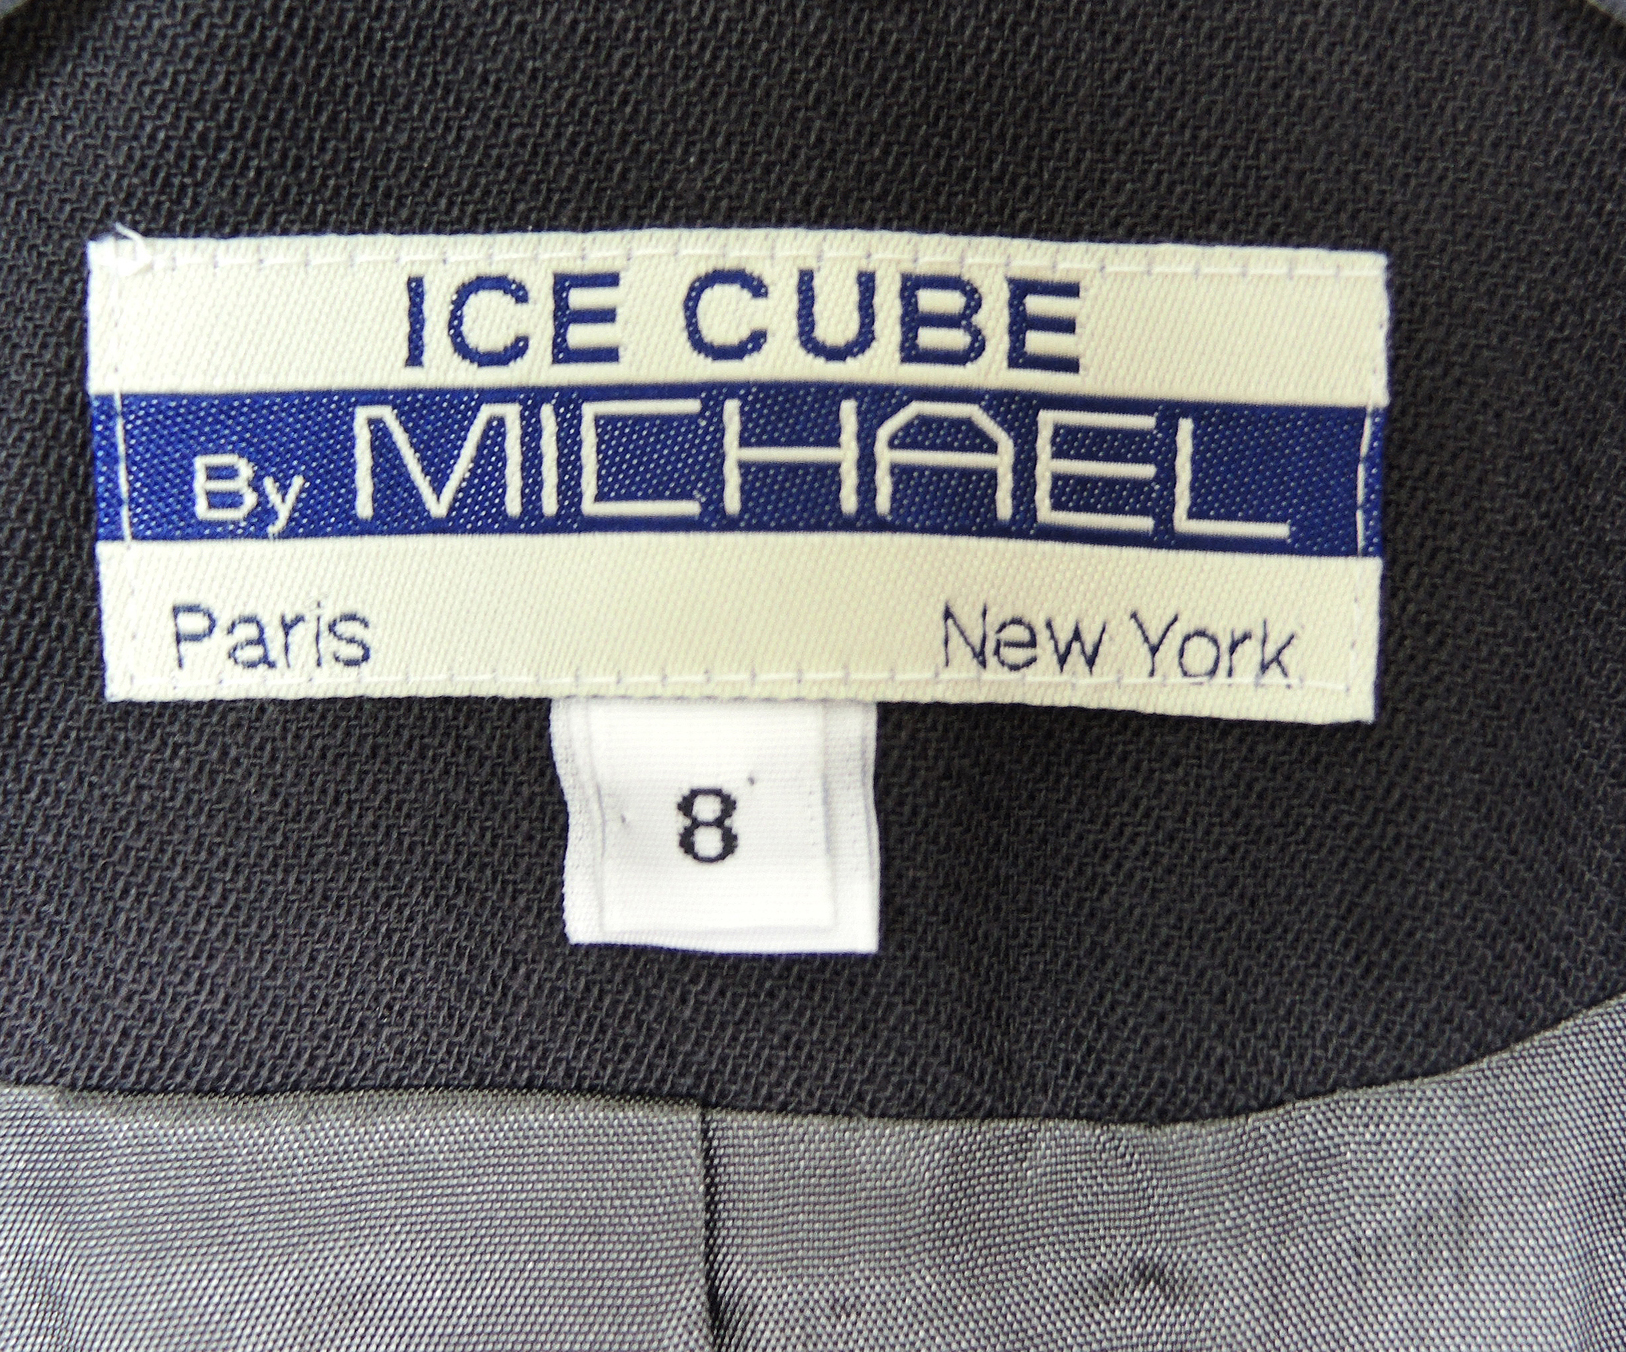 ICE CUBE
By MICHAEL
Paris New York
8